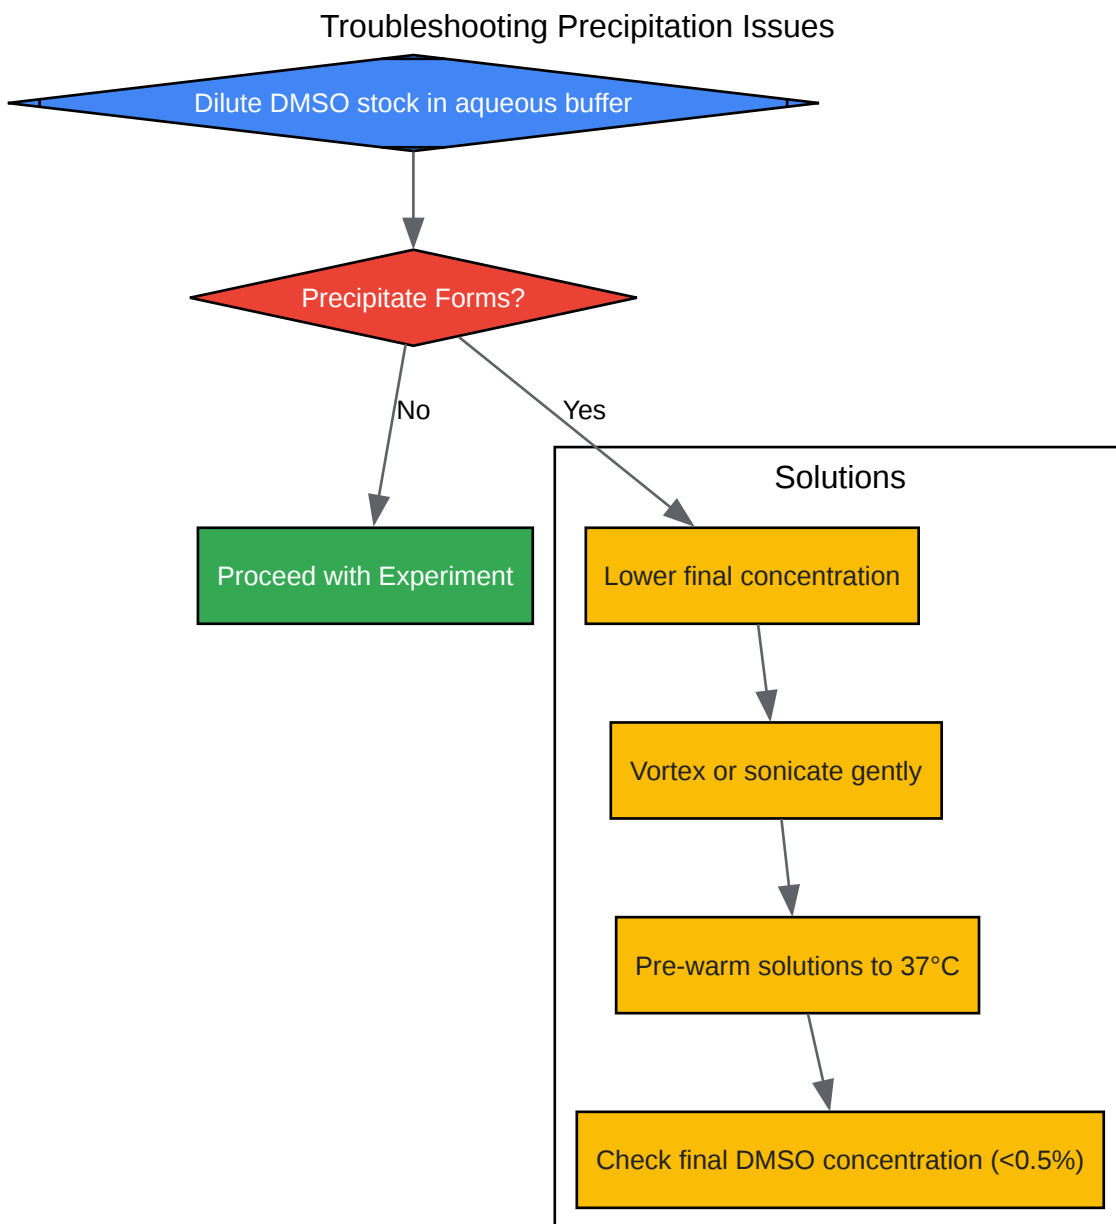 Troubleshooting Precipitation Issues
Dilute DMSO stock in aqueous buffer
Precipitate Forms?
No
Yes
Solutions
Proceed with Experiment
Lower final concentration
Vortex or sonicate gently
Pre-warm solutions to 37°C
Check final DMSO concentration (<0.5%)